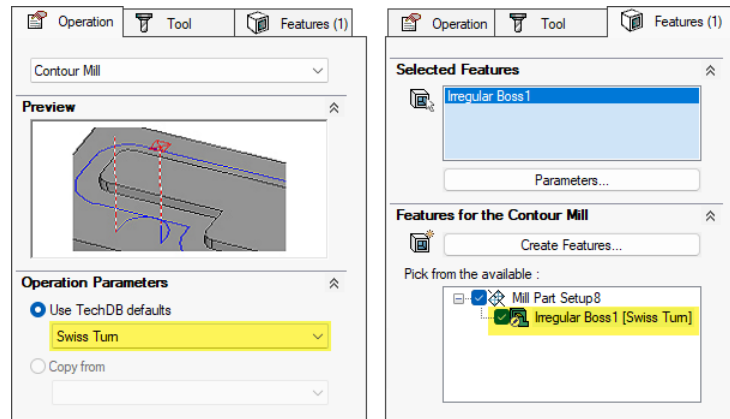 Operation
Tool
Features (1)
Contour Mill
Preview
Operation Parameters
Use TechDB defaults
Swiss Turn
Copy from
Operation
Tool
Features (1)
Selected Features
Irregular Boss1
Parameters...
Features for the Contour Mill
Create Features...
Pick from the available :
Mill Part Setup8
Irregular Boss1 [Swiss Turn]